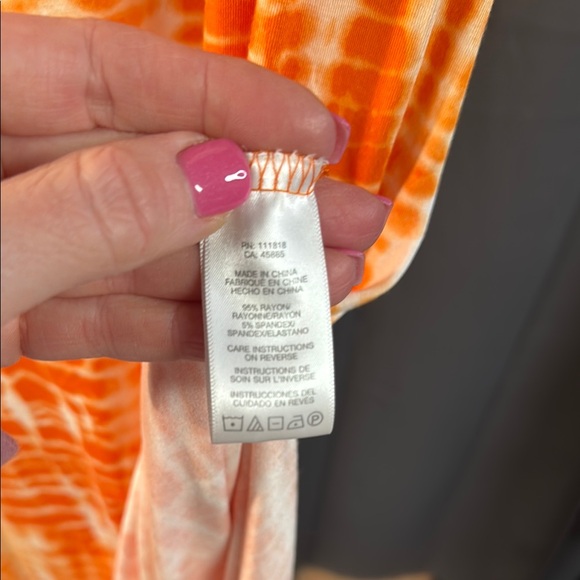 RN: 111818
CA: 45665
MADE IN CHINA
FABRIQUÉ EN CHINE
HECHO EN CHINA
95% RAYON/
RAYONNE/RAYON
5% SPANDEX/
SPANDEX/ELASTANO
CARE INSTRUCTIONS
ON REVERSE
INSTRUCTIONS DE
SOIN SUR L'INVERSE
INSTRUCCIONES DEL
CUIDADO EN REVÉS